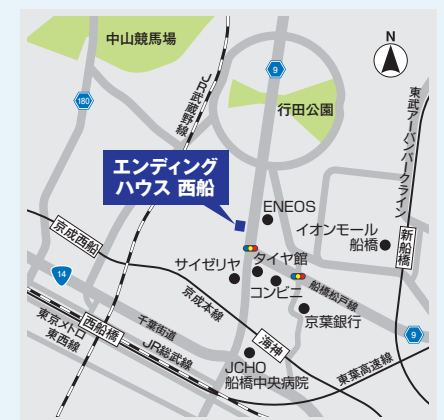 中山競馬場
N
9
180
JR武蔵野線
行田公園
東武アーバンパークライン
エンディング
ハウス 西船
ENEOS
イオンモール
船橋
新船橋
京成西船
サイゼリヤ
タイヤ館
コンビニ
船橋松戸線
14
京成本線
京葉銀行
9
千葉街道
海神
西船橋
東京メトロ
東西線
JR総武線
JCHO
船橋中央病院
東葉高速線